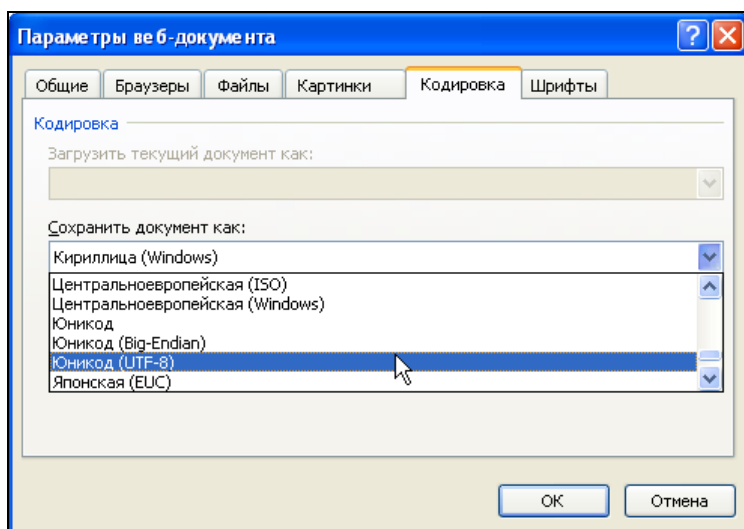 Параметры веб-документа
Общие Браузеры Файлы Картинки Кодировка Шрифты
Кодировка
Загрузить текущий документ как:
Сохранить документ как:
Кириллица (Windows)
Центральноевропейская (ISO)
Центральноевропейская (Windows)
Юникод
Юникод (Big-Endian)
Юникод (UTF-8)
Японская (EUC)
ОК Отмена